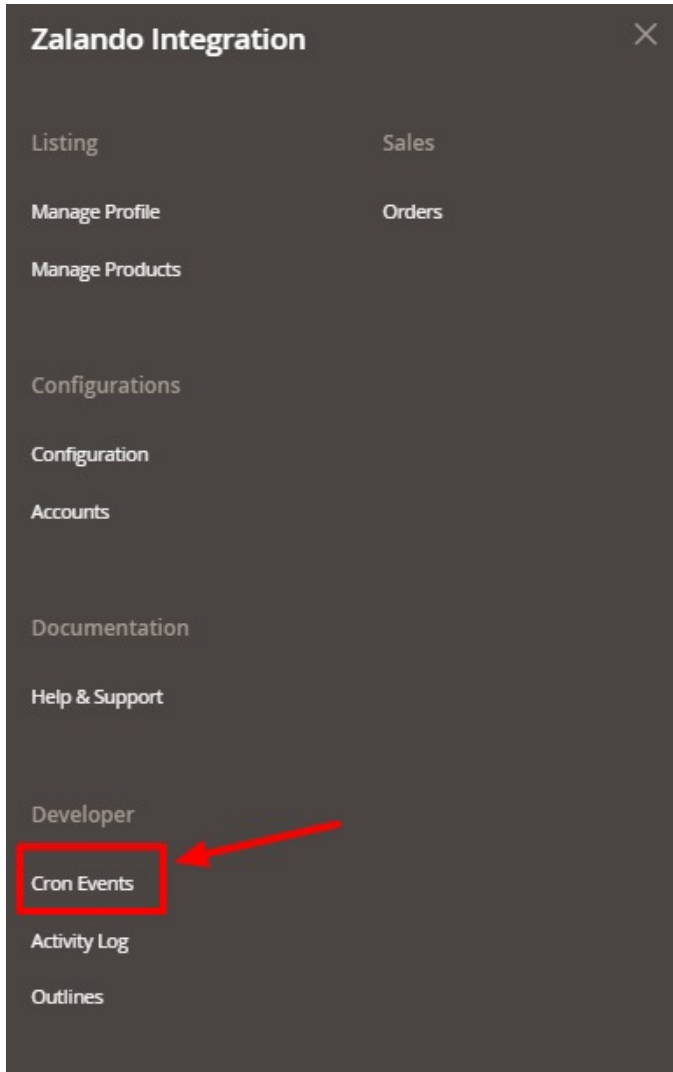 Zalando Integration
Listing
Manage Profile
Manage Products
Sales
Orders
Configurations
Configuration
Accounts
Documentation
Help & Support
Developer
Cron Events
Activity Log
Outlines